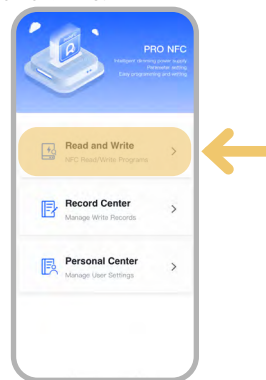 PRO NFC
Intelligent dimming power supply
Parameter setting
Easy programming and editing
Read and Write
NFC Read/Write Programs
Record Center
Manage Write Records
Personal Center
Manage User Settings